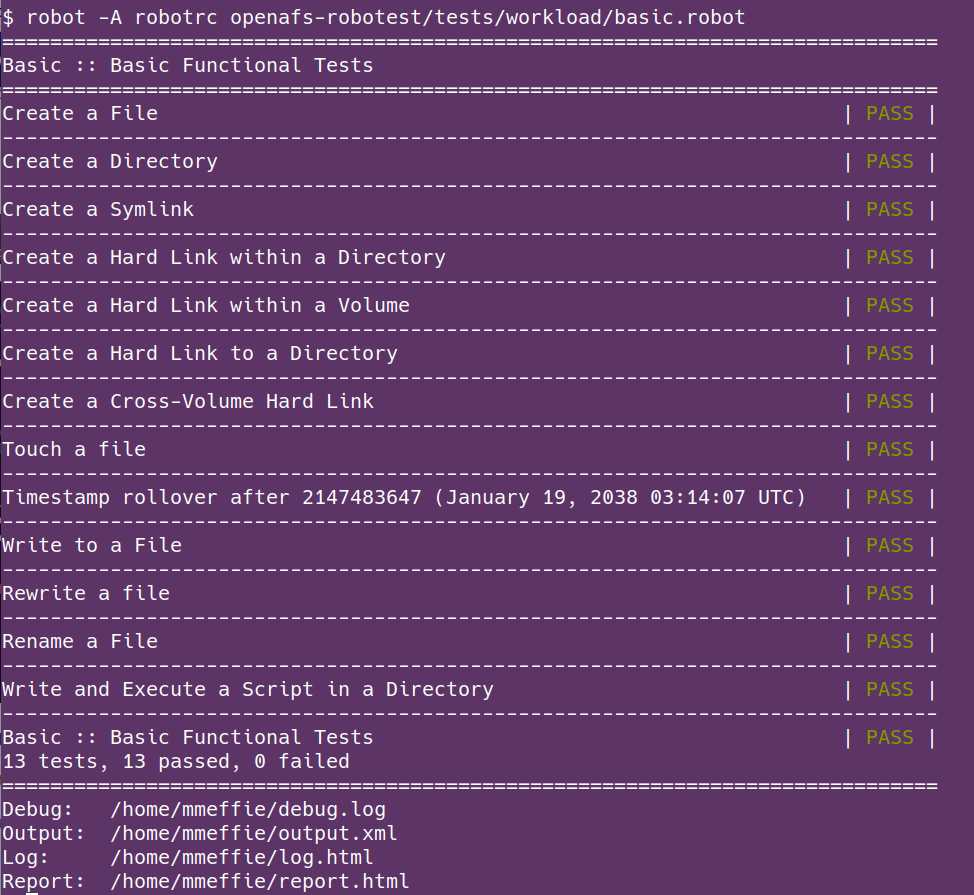 $ robot -A robotrc openafs-robotest/tests/workload/basic.robot
==============================================================================
Basic :: Basic Functional Tests
==============================================================================
Create a File                                                         | PASS |
------------------------------------------------------------------------------
Create a Directory                                                    | PASS |
------------------------------------------------------------------------------
Create a Symlink                                                      | PASS |
------------------------------------------------------------------------------
Create a Hard Link within a Directory                                 | PASS |
------------------------------------------------------------------------------
Create a Hard Link within a Volume                                    | PASS |
------------------------------------------------------------------------------
Create a Hard Link to a Directory                                     | PASS |
------------------------------------------------------------------------------
Create a Cross-Volume Hard Link                                       | PASS |
------------------------------------------------------------------------------
Touch a file                                                          | PASS |
------------------------------------------------------------------------------
Timestamp rollover after 2147483647 (January 19, 2038 03:14:07 UTC)   | PASS |
------------------------------------------------------------------------------
Write to a File                                                       | PASS |
------------------------------------------------------------------------------
Rewrite a file                                                        | PASS |
------------------------------------------------------------------------------
Rename a File                                                         | PASS |
------------------------------------------------------------------------------
Write and Execute a Script in a Directory                             | PASS |
------------------------------------------------------------------------------
Basic :: Basic Functional Tests                                       | PASS |
13 tests, 13 passed, 0 failed
==============================================================================
Debug:   /home/mmeffie/debug.log
Output:  /home/mmeffie/output.xml
Log:     /home/mmeffie/log.html
Report:  /home/mmeffie/report.html